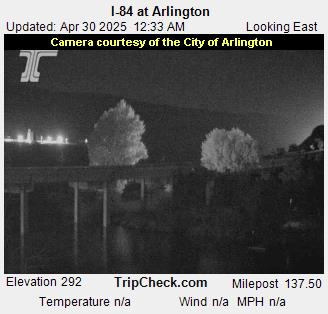 I-84 at Arlington
Updated: Apr 30 2025 12:33 AM Looking East
Camera courtesy of the City of Arlington
Elevation 292 TripCheck.com Milepost 137.50
Temperature n/a Wind n/a MPH n/a